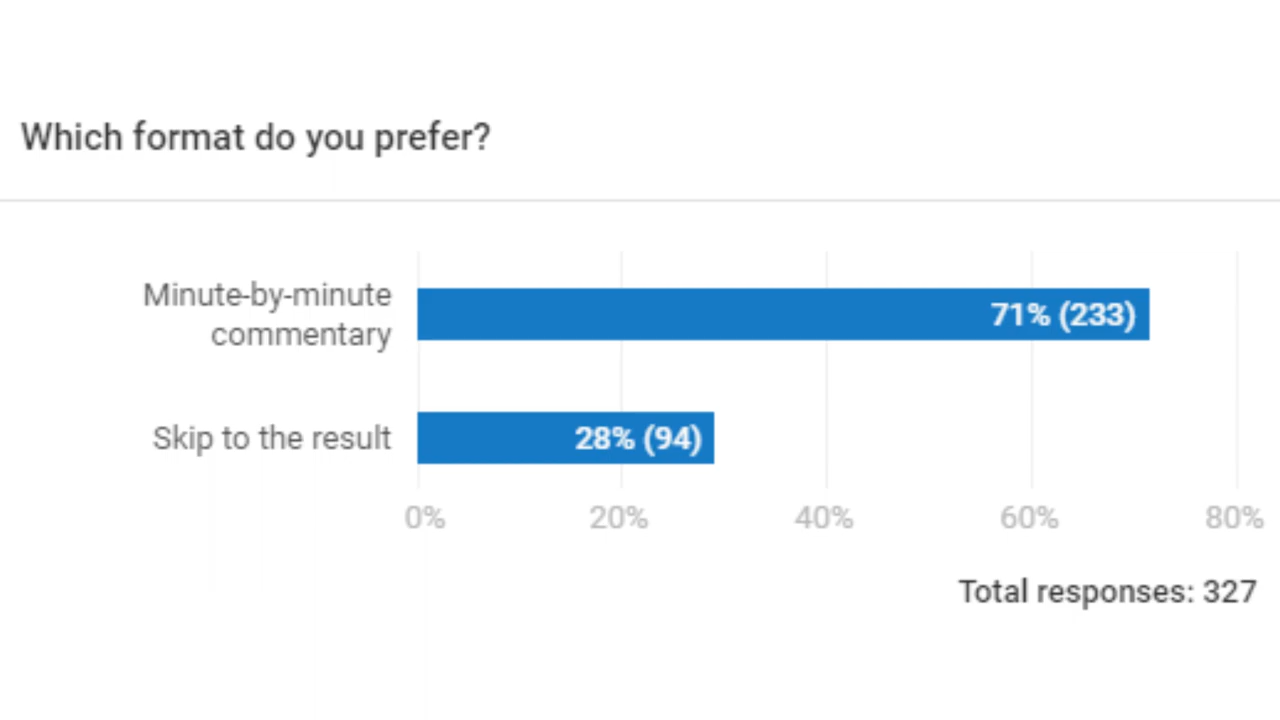 Which format do you prefer?
Minute-by-minute
commentary
71% (233)
Skip to the result
28% (94)
0% 20% 40% 60% 80%
Total responses: 327